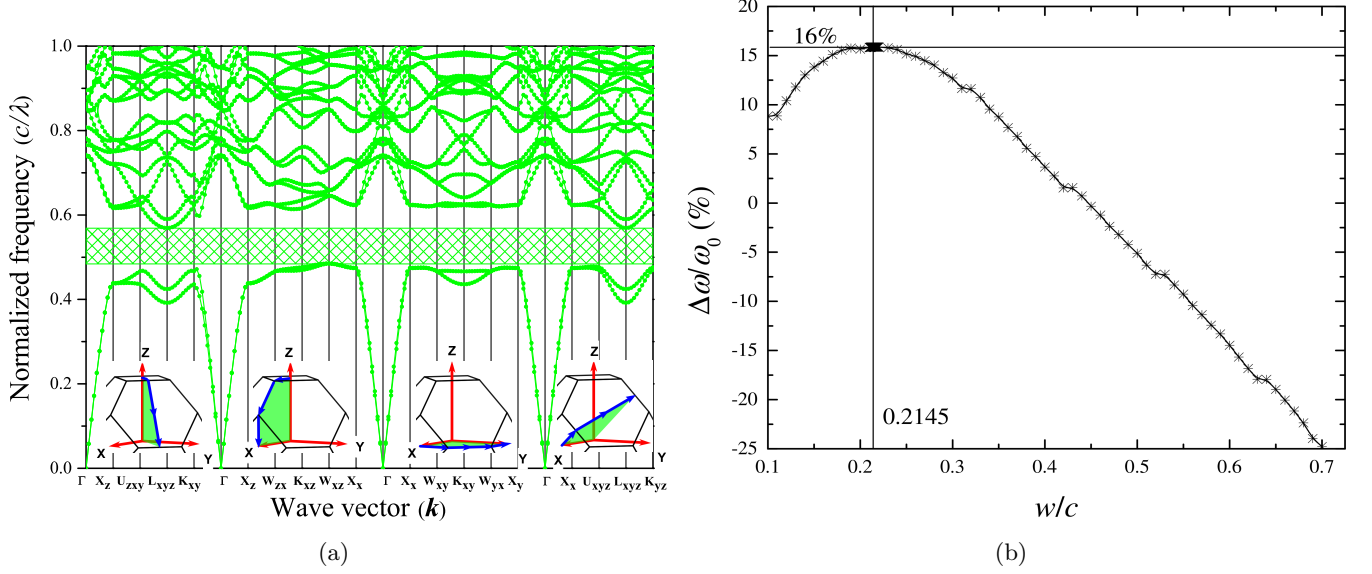 1.0
0.8
0.6
0.4
0.2
0.0
Normalized frequency (c/λ)
Z
X
Y
Z
X
Y
Z
X
Y
Z
X
Y
Γ X_z U_zxy L_xyz K_xy Γ X_z W_zx K_xz W_xz X_x Γ X_x W_xy K_xy W_yx X_y Γ X_x U_xyz L_xyz K_yz
Wave vector (k)
(a)
20
15
10
5
0
-5
-10
-15
-20
-25
Δω/ω₀ (%)
16%
0.2145
0.1 0.2 0.3 0.4 0.5 0.6 0.7
w/c
(b)